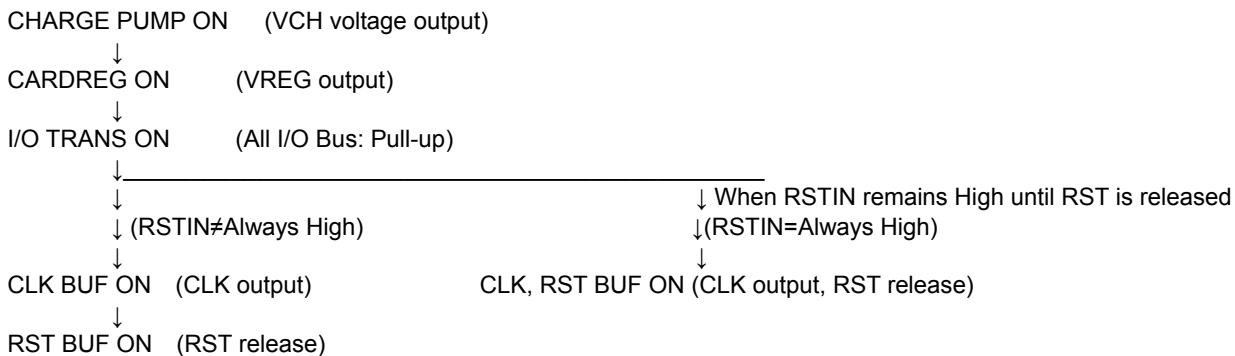 CHARGE PUMP ON (VCH voltage output)
↓
CARDREG ON (VREG output)
↓
I/O TRANS ON (All I/O Bus: Pull-up)
↓
↓ ↓ When RSTIN remains High until RST is released
↓ (RSTIN≠Always High) ↓(RSTIN=Always High)
↓ ↓
CLK BUF ON (CLK output) CLK, RST BUF ON (CLK output, RST release)
↓
RST BUF ON (RST release)